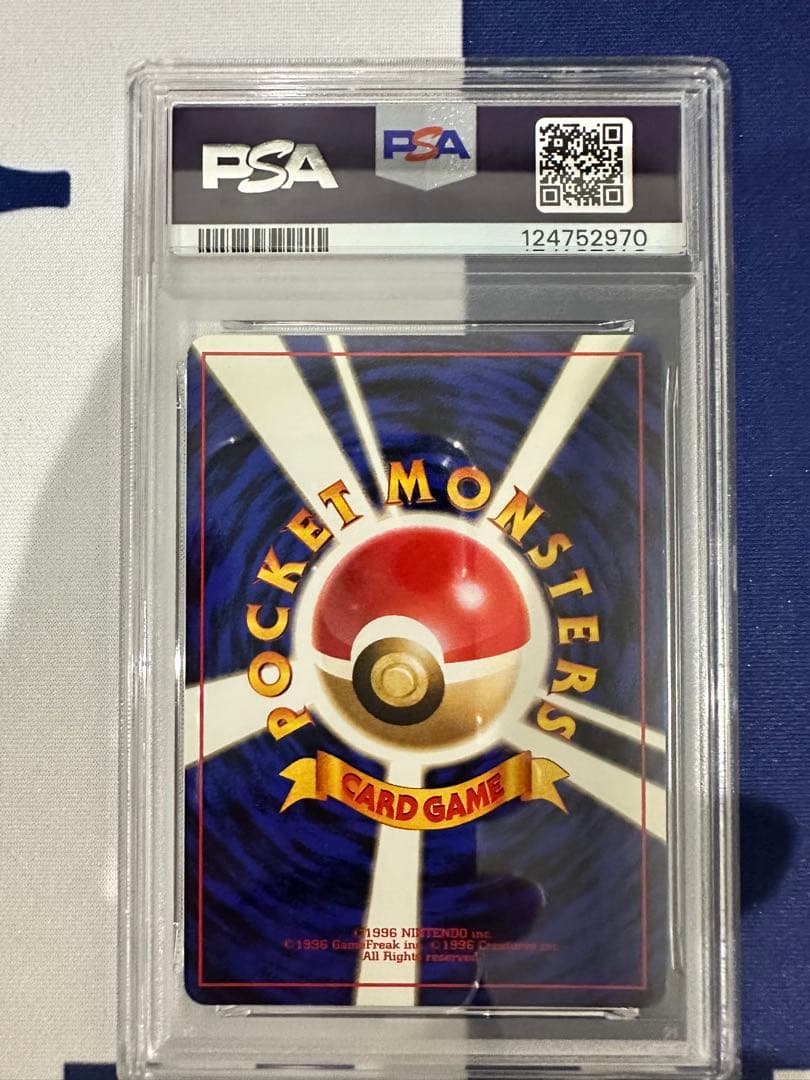 PSA
PSA
124752970
POCKET MONSTERS
CARD GAME
©1996 NINTENDO inc.
©1996 GameFreak inc. ©1996 Creatures inc.
All Rights reserved